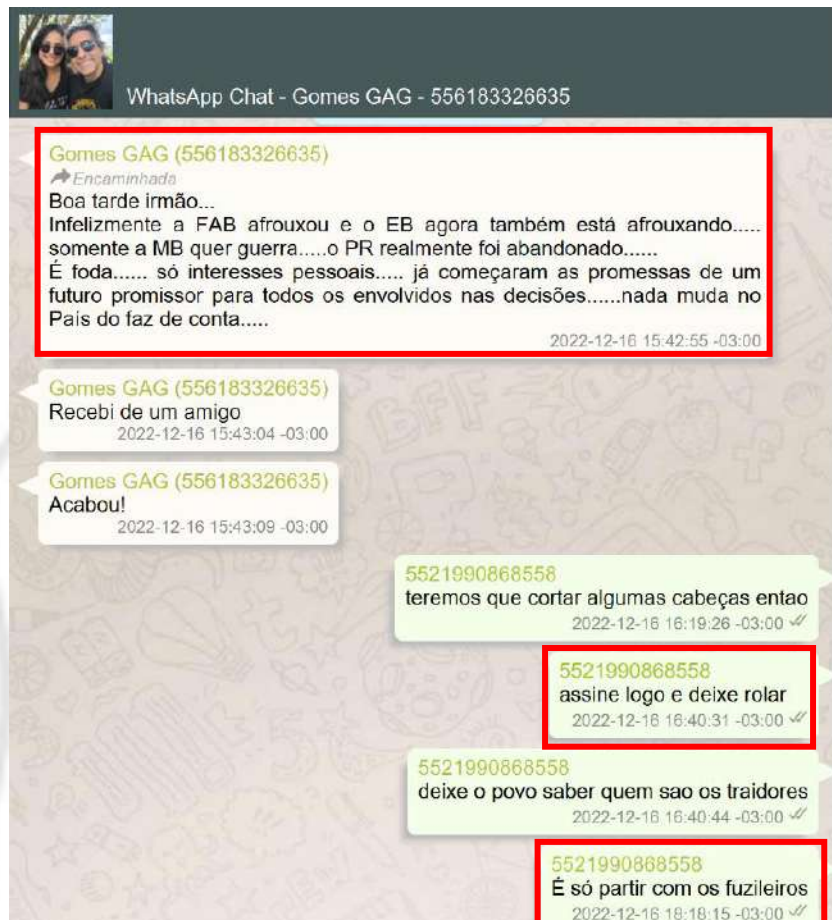 WhatsApp Chat - Gomes GAG - 556183326635
Gomes GAG (556183326635)
Encaminhada
Boa tarde irmão...
Infelizmente a FAB afrouxou e o EB agora também está afrouxando.....
somente a MB quer guerra.....o PR realmente foi abandonado......
É foda...... só interesses pessoais..... já começaram as promessas de um
futuro promissor para todos os envolvidos nas decisões......nada muda no
País do faz de conta.....
2022-12-16 15:42:55 -03:00
Gomes GAG (556183326635)
Recebi de um amigo
2022-12-16 15:43:04 -03:00
Gomes GAG (556183326635)
Acabou!
2022-12-16 15:43:09 -03:00
5521990868558
teremos que cortar algumas cabeças entao
2022-12-16 16:19:26 -03:00
5521990868558
assine logo e deixe rolar
2022-12-16 16:40:31 -03:00
5521990868558
deixe o povo saber quem sao os traidores
2022-12-16 16:40:44 -03:00
5521990868558
É só partir com os fuzileiros
2022-12-16 18:18:15 -03:00